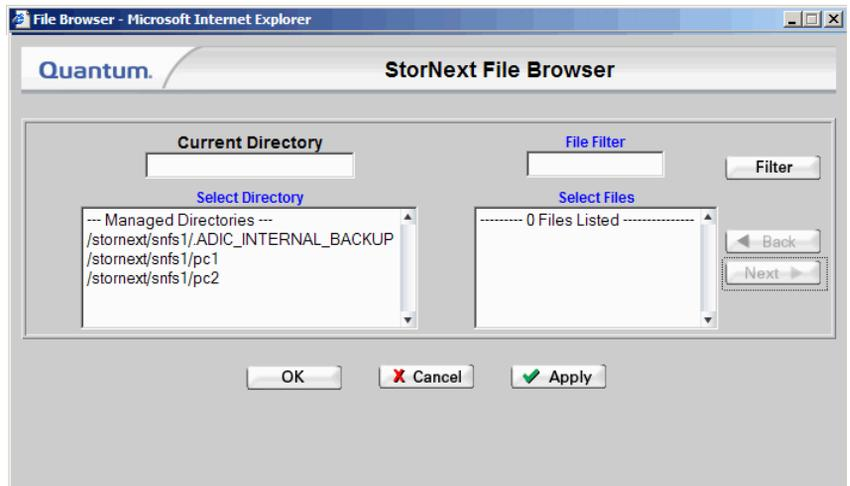 File Browser - Microsoft Internet Explorer
Quantum.
StorNext File Browser
Current Directory
File Filter
Filter
Select Directory
Select Files
--- Managed Directories ---
/stornext/snfs1/.ADIC_INTERNAL_BACKUP
/stornext/snfs1/pc1
/stornext/snfs1/pc2
--------- 0 Files Listed ---------------
Back
Next
OK
Cancel
Apply